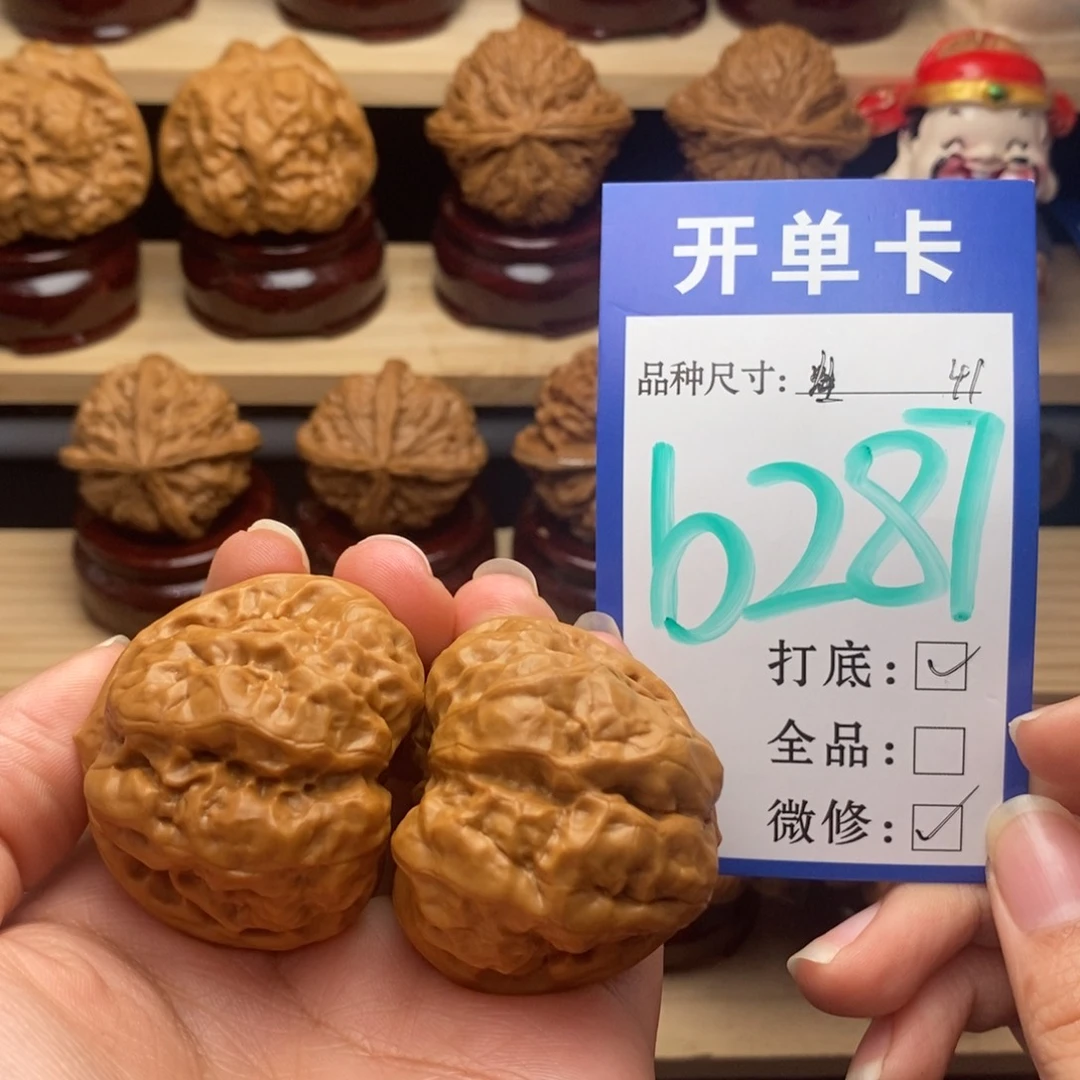 开单卡
品种尺寸: 41
b287
打底: ✓
全品:
微修: ✓